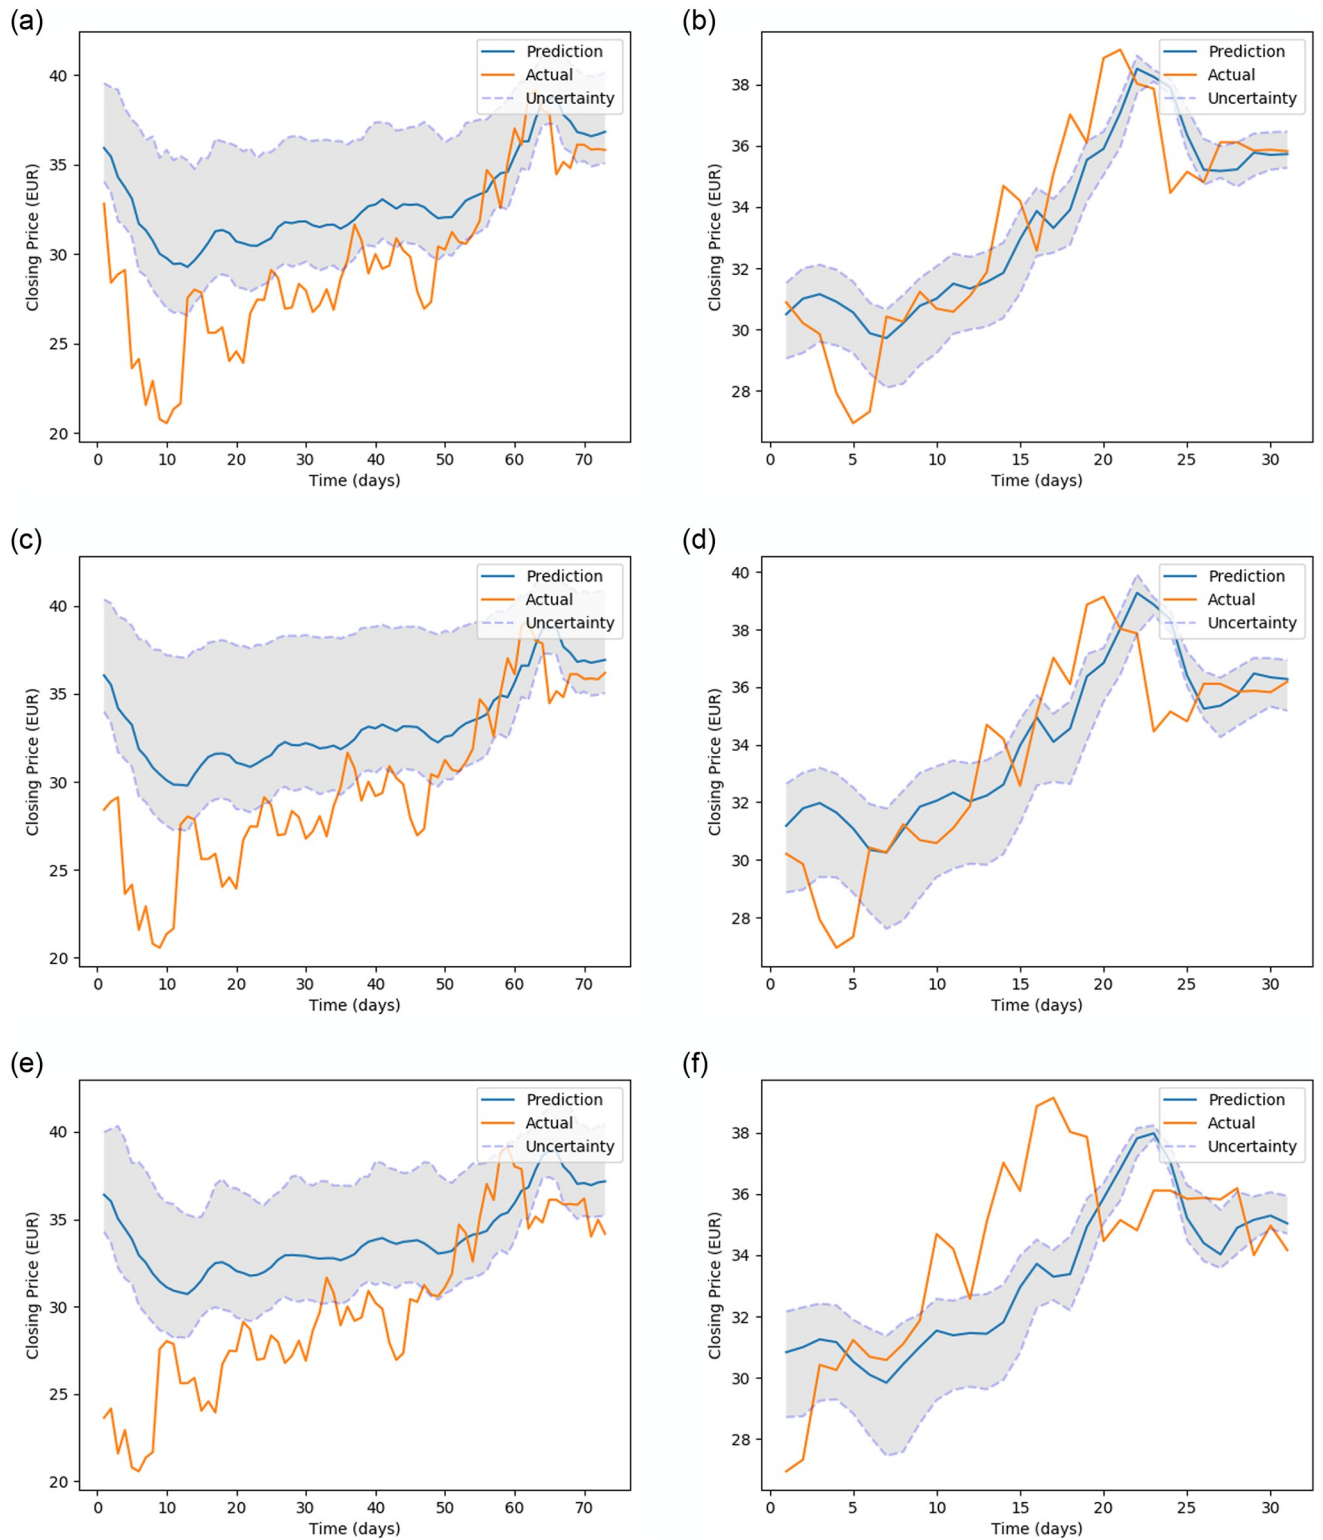 (a)
Prediction
Actual
Uncertainty
40
35
30
25
20
0 10 20 30 40 50 60 70
Closing Price (EUR)
Time (days)
(b)
Prediction
Actual
Uncertainty
38
36
34
32
30
28
0 5 10 15 20 25 30
Closing Price (EUR)
Time (days)
(c)
Prediction
Actual
Uncertainty
40
35
30
25
20
0 10 20 30 40 50 60 70
Closing Price (EUR)
Time (days)
(d)
Prediction
Actual
Uncertainty
40
38
36
34
32
30
28
0 5 10 15 20 25 30
Closing Price (EUR)
Time (days)
(e)
Prediction
Actual
Uncertainty
40
35
30
25
20
0 10 20 30 40 50 60 70
Closing Price (EUR)
Time (days)
(f)
Prediction
Actual
Uncertainty
38
36
34
32
30
28
0 5 10 15 20 25 30
Closing Price (EUR)
Time (days)